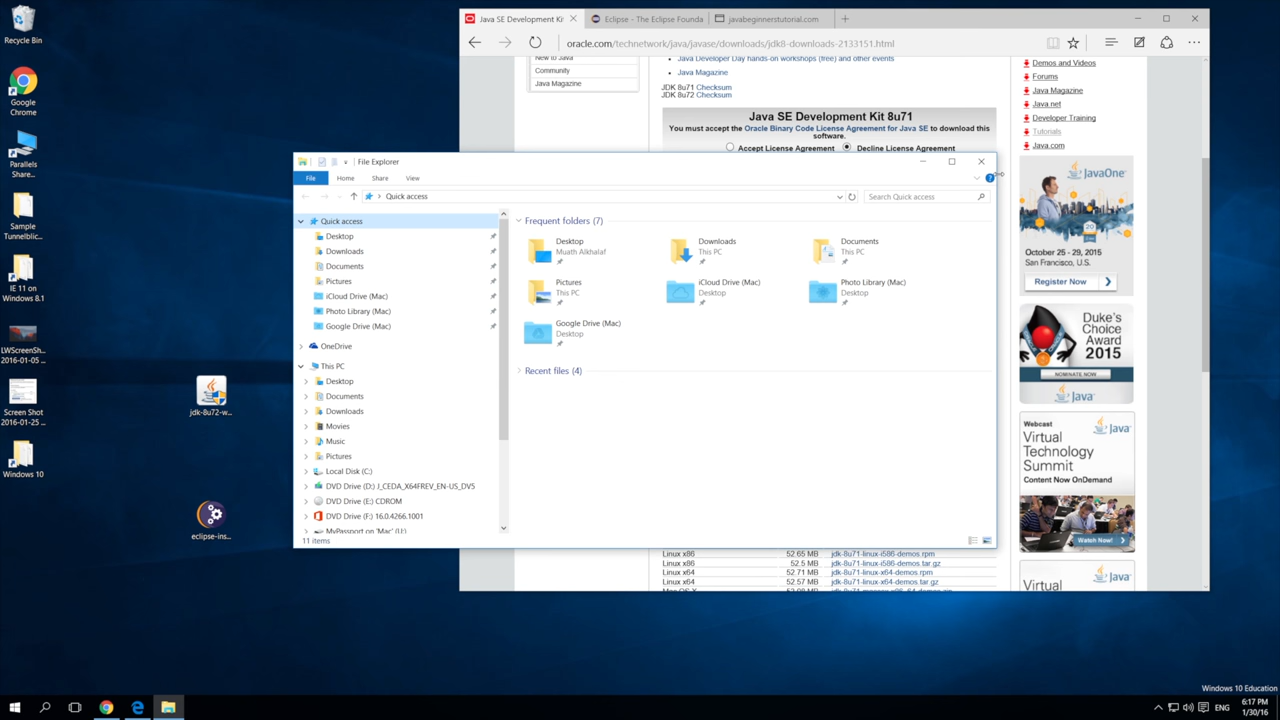 Recycle Bin
Google
Chrome
Parallels
Share...
Sample
Tunnelblic...
IE 11 on
Windows 8.1
LWScreenSh...
2016-01-05 ...
Screen Shot
2016-01-25 ...
Windows 10
jdk-8u72-w...
eclipse-ins...
Java SE Development Kit
Eclipse - The Eclipse Founda
javabeginnerstutorial.com
oracle.com/technetwork/java/javase/downloads/jdk8-downloads-2133151.html
New to Java
Community
Java Magazine
Java Developer Day hands-on workshops (free) and other events
Java Magazine
JDK 8u71 Checksum
JDK 8u72 Checksum
Java SE Development Kit 8u71
You must accept the Oracle Binary Code License Agreement for Java SE to download this
software.
Accept License Agreement Decline License Agreement
Demos and Videos
Forums
Java Magazine
Java.net
Developer Training
Tutorials
Java.com
JavaOne
October 25 - 29, 2015
San Francisco, U.S.
Register Now
Duke's
Choice
Award
2015
NOMINATE NOW
Java
Webcast
Java
Virtual
Technology
Summit
Content Now OnDemand
Watch Now!
Java
Virtual
File Explorer
File Home Share View
Quick access
Search Quick access
Quick access
Desktop
Downloads
Documents
Pictures
iCloud Drive (Mac)
Photo Library (Mac)
Google Drive (Mac)
OneDrive
This PC
Desktop
Documents
Downloads
Movies
Music
Pictures
Local Disk (C:)
DVD Drive (D:) J_CEDA_X64FREV_EN-US_DV5
DVD Drive (E:) CDROM
DVD Drive (F:) 16.0.4266.1001
MyPassport on 'Mac' (U:)
11 items
Frequent folders (7)
Desktop
Muath Alkhalaf
Downloads
This PC
Documents
This PC
Pictures
This PC
iCloud Drive (Mac)
Desktop
Photo Library (Mac)
Desktop
Google Drive (Mac)
Desktop
Recent files (4)
Linux x86 52.65 MB jdk-8u71-linux-i586-demos.rpm
Linux x86 52.5 MB jdk-8u71-linux-i586-demos.tar.gz
Linux x64 52.71 MB jdk-8u71-linux-x64-demos.rpm
Linux x64 52.57 MB jdk-8u71-linux-x64-demos.tar.gz
Windows 10 Education
ENG
6:17 PM
1/30/16